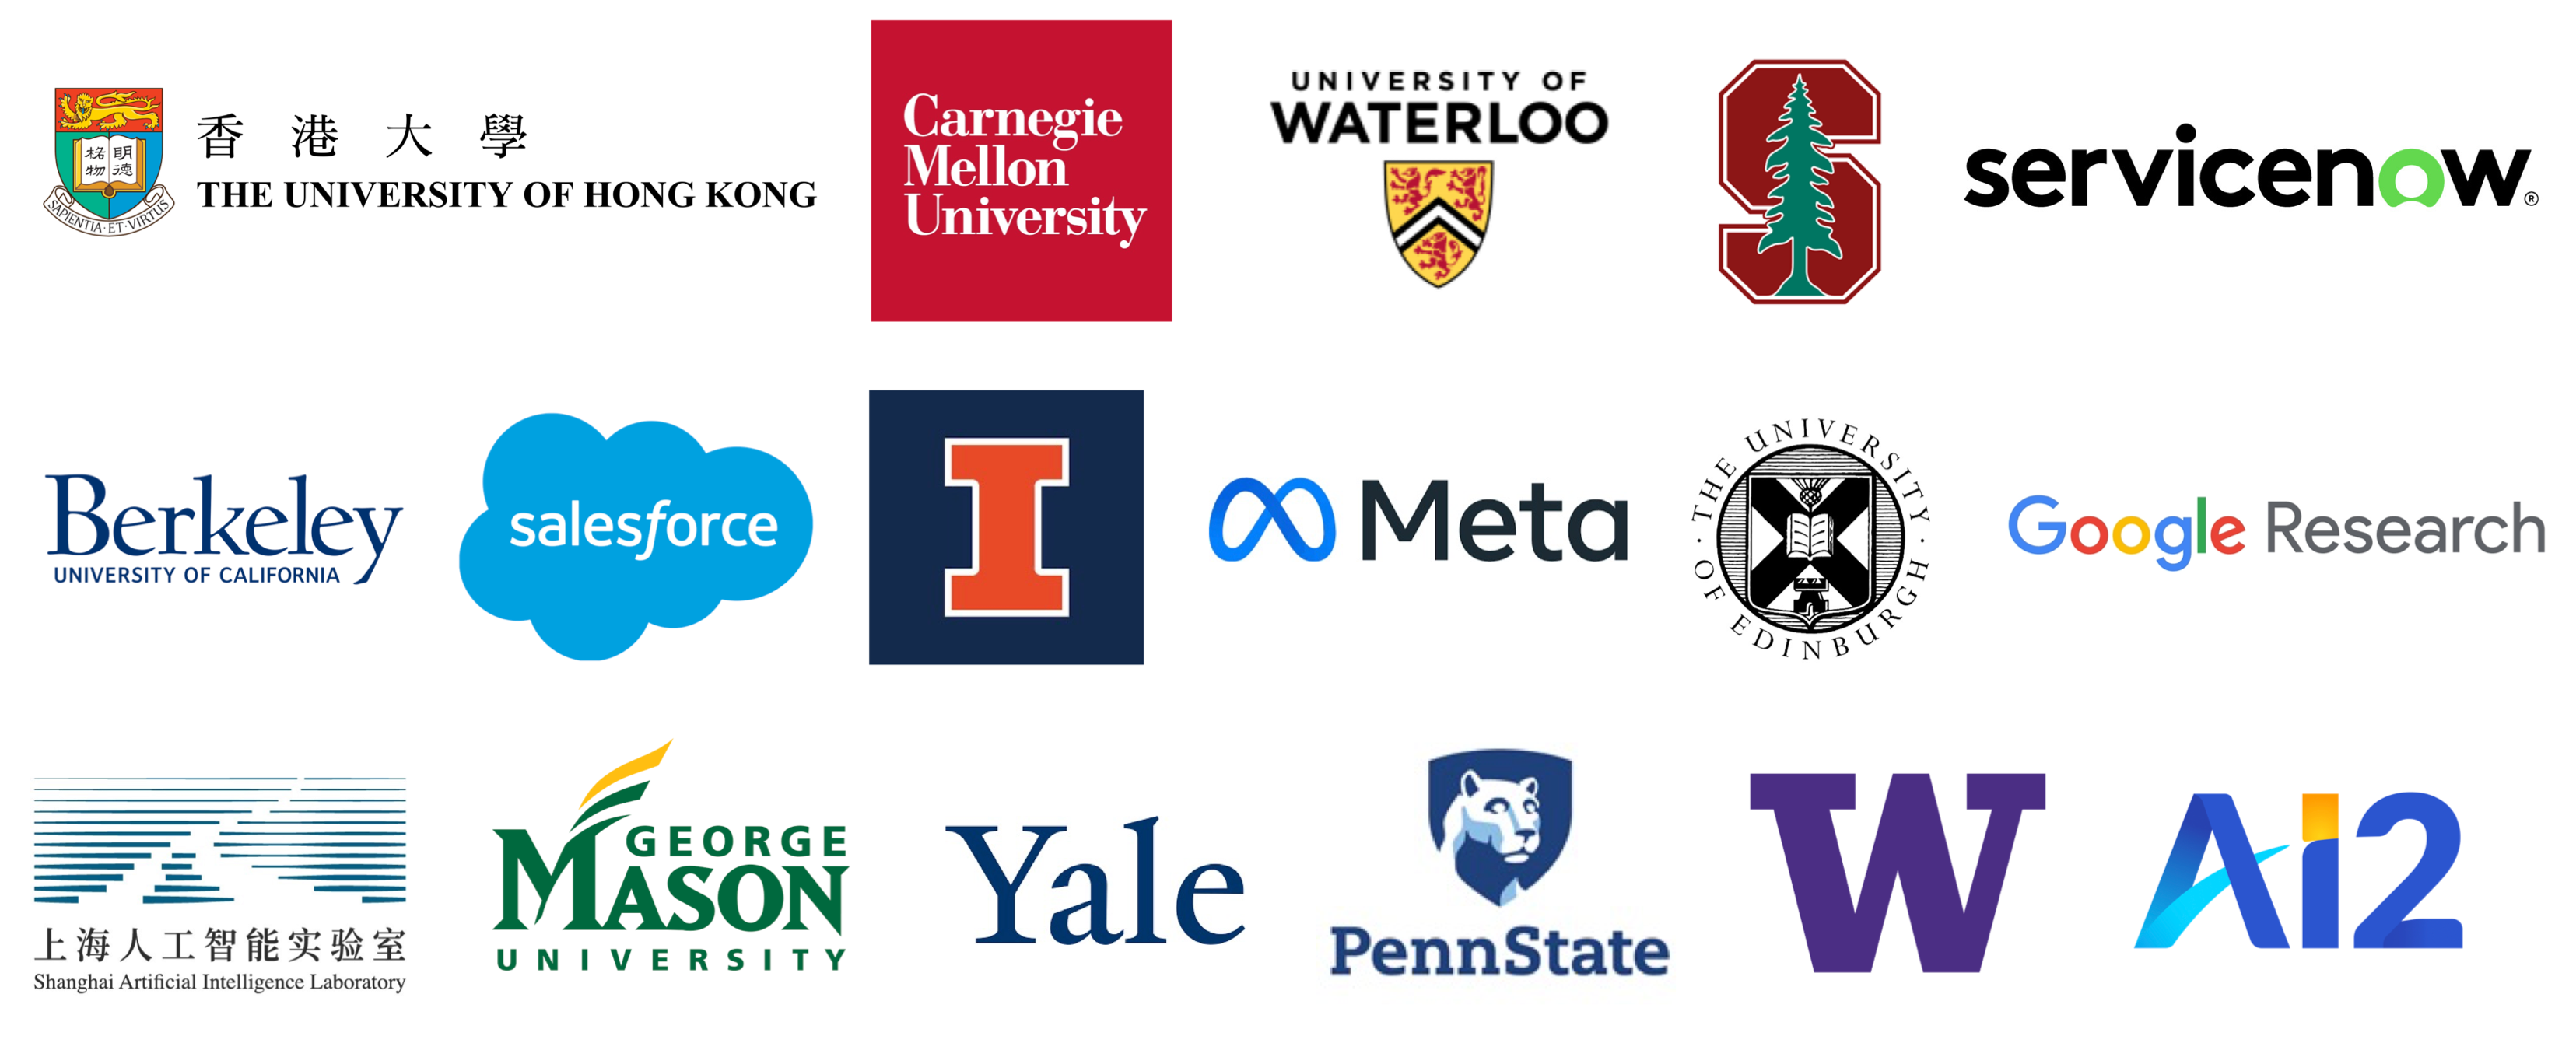 香港大學
THE UNIVERSITY OF HONG KONG
明德
格物
SAPIENTIA·ET·VIRTUS
Carnegie
Mellon
University
UNIVERSITY OF
WATERLOO
S
servicenow®
Berkeley
UNIVERSITY OF CALIFORNIA
salesforce
I
Meta
· THE UNIVERSITY ·
OF EDINBURGH
Google Research
上海人工智能实验室
Shanghai Artificial Intelligence Laboratory
GEORGE
MASON
UNIVERSITY
Yale
PennState
W
Ai2